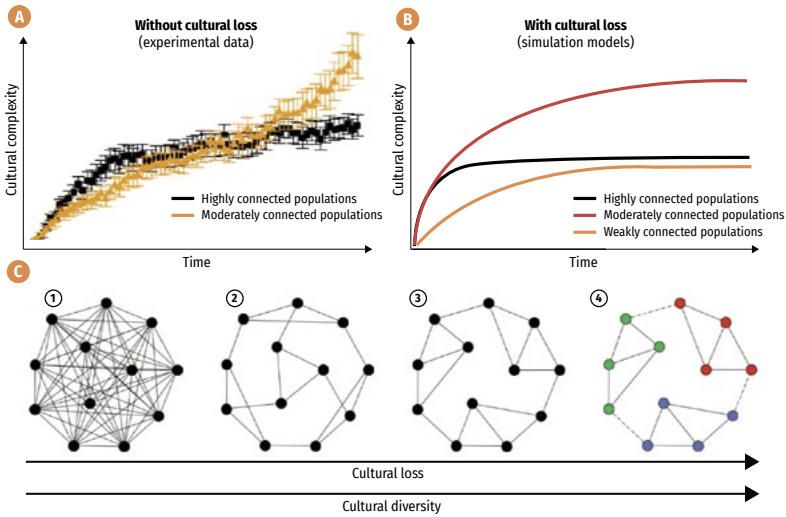 A
Without cultural loss
(experimental data)
Cultural complexity
Highly connected populations
Moderately connected populations
Time
B
With cultural loss
(simulation models)
Cultural complexity
Highly connected populations
Moderately connected populations
Weakly connected populations
Time
C
1
2
3
4
Cultural loss
Cultural diversity